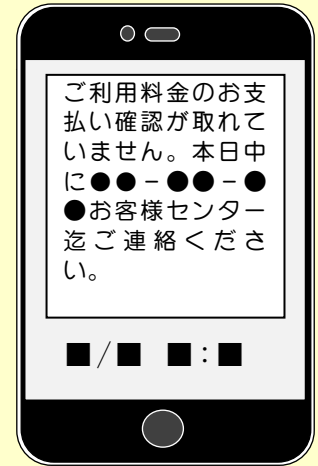 ご利用料金のお支
払い確認が取れて
いません。本日中
に●●－●●－●
●お客様センター
迄ご連絡くださ
い。
■/■ ■:■